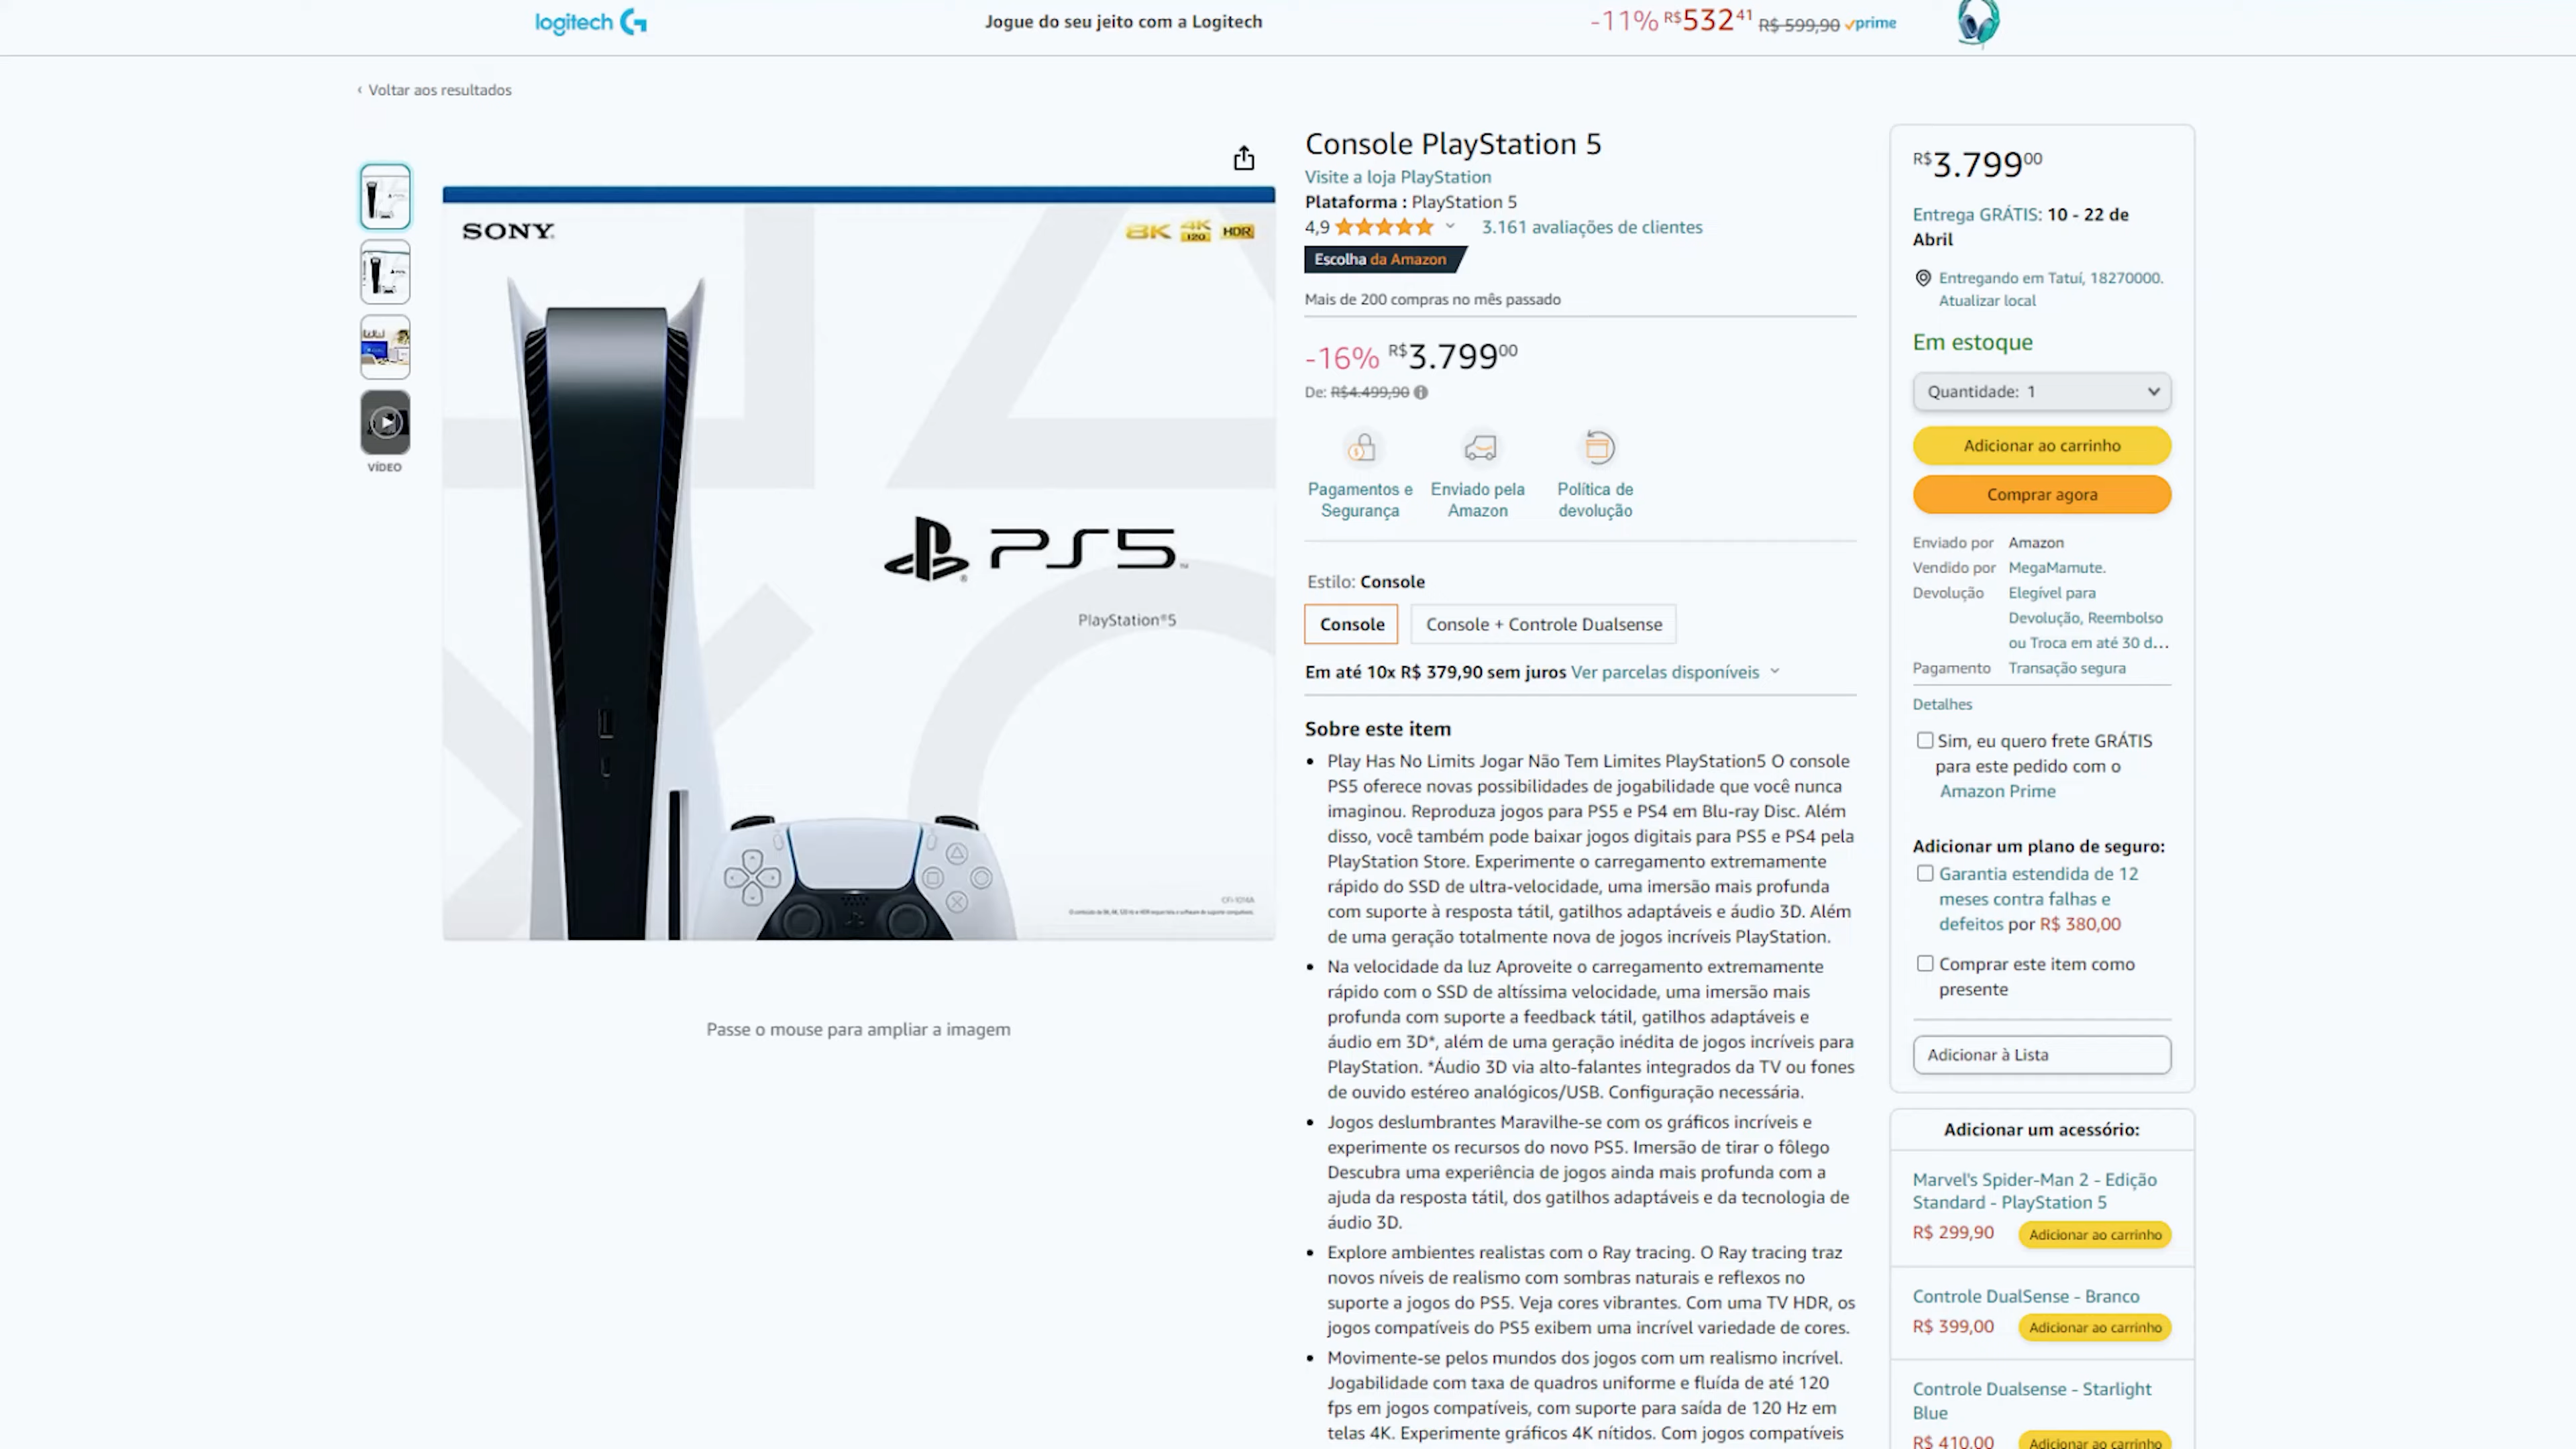 logitech G
Jogue do seu jeito com a Logitech
-11% R$532,41 R$ 599,90 prime
‹ Voltar aos resultados
VÍDEO
SONY
8K 4K 120 HDR
PS5
PlayStation®5
CFI-1014A
Passe o mouse para ampliar a imagem
Console PlayStation 5
Visite a loja PlayStation
Plataforma : PlayStation 5
4,9 3.161 avaliações de clientes
Escolha da Amazon
Mais de 200 compras no mês passado
-16% R$3.799,00
De: R$4.499,90
Pagamentos e
Segurança
Enviado pela
Amazon
Política de
devolução
Estilo: Console
Console
Console + Controle Dualsense
Em até 10x R$ 379,90 sem juros Ver parcelas disponíveis
Sobre este item
• Play Has No Limits Jogar Não Tem Limites PlayStation5 O console
PS5 oferece novas possibilidades de jogabilidade que você nunca
imaginou. Reproduza jogos para PS5 e PS4 em Blu-ray Disc. Além
disso, você também pode baixar jogos digitais para PS5 e PS4 pela
PlayStation Store. Experimente o carregamento extremamente
rápido do SSD de ultra-velocidade, uma imersão mais profunda
com suporte à resposta tátil, gatilhos adaptáveis e áudio 3D. Além
de uma geração totalmente nova de jogos incríveis PlayStation.
• Na velocidade da luz Aproveite o carregamento extremamente
rápido com o SSD de altíssima velocidade, uma imersão mais
profunda com suporte a feedback tátil, gatilhos adaptáveis e
áudio em 3D*, além de uma geração inédita de jogos incríveis para
PlayStation. *Áudio 3D via alto-falantes integrados da TV ou fones
de ouvido estéreo analógicos/USB. Configuração necessária.
• Jogos deslumbrantes Maravilhe-se com os gráficos incríveis e
experimente os recursos do novo PS5. Imersão de tirar o fôlego
Descubra uma experiência de jogos ainda mais profunda com a
ajuda da resposta tátil, dos gatilhos adaptáveis e da tecnologia de
áudio 3D.
• Explore ambientes realistas com o Ray tracing. O Ray tracing traz
novos níveis de realismo com sombras naturais e reflexos no
suporte a jogos do PS5. Veja cores vibrantes. Com uma TV HDR, os
jogos compatíveis do PS5 exibem uma incrível variedade de cores.
• Movimente-se pelos mundos dos jogos com um realismo incrível.
Jogabilidade com taxa de quadros uniforme e fluída de até 120
fps em jogos compatíveis, com suporte para saída de 120 Hz em
telas 4K. Experimente gráficos 4K nítidos. Com jogos compatíveis
R$3.799,00
Entrega GRÁTIS: 10 - 22 de
Abril
Entregando em Tatuí, 18270000.
Atualizar local
Em estoque
Quantidade: 1
Adicionar ao carrinho
Comprar agora
Enviado por Amazon
Vendido por MegaMamute.
Devolução Elegível para
Devolução, Reembolso
ou Troca em até 30 d...
Pagamento Transação segura
Detalhes
Sim, eu quero frete GRÁTIS
para este pedido com o
Amazon Prime
Adicionar um plano de seguro:
Garantia estendida de 12
meses contra falhas e
defeitos por R$ 380,00
Comprar este item como
presente
Adicionar à Lista
Adicionar um acessório:
Marvel's Spider-Man 2 - Edição
Standard - PlayStation 5
R$ 299,90 Adicionar ao carrinho
Controle DualSense - Branco
R$ 399,00 Adicionar ao carrinho
Controle Dualsense - Starlight
Blue
R$ 410,00 Adicionar ao carrinho